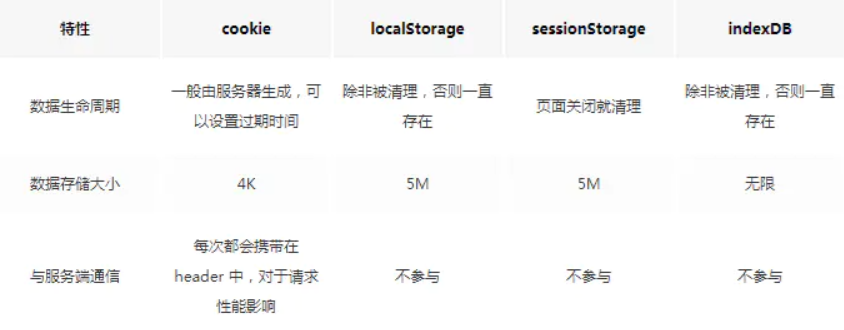 特性 cookie localStorage sessionStorage indexDB
数据生命周期
一般由服务器生成，可
以设置过期时间
除非被清理，否则一直
存在
页面关闭就清理
除非被清理，否则一直
存在
数据存储大小 4K 5M 5M 无限
与服务端通信
每次都会携带在
header 中，对于请求
性能影响
不参与
不参与
不参与